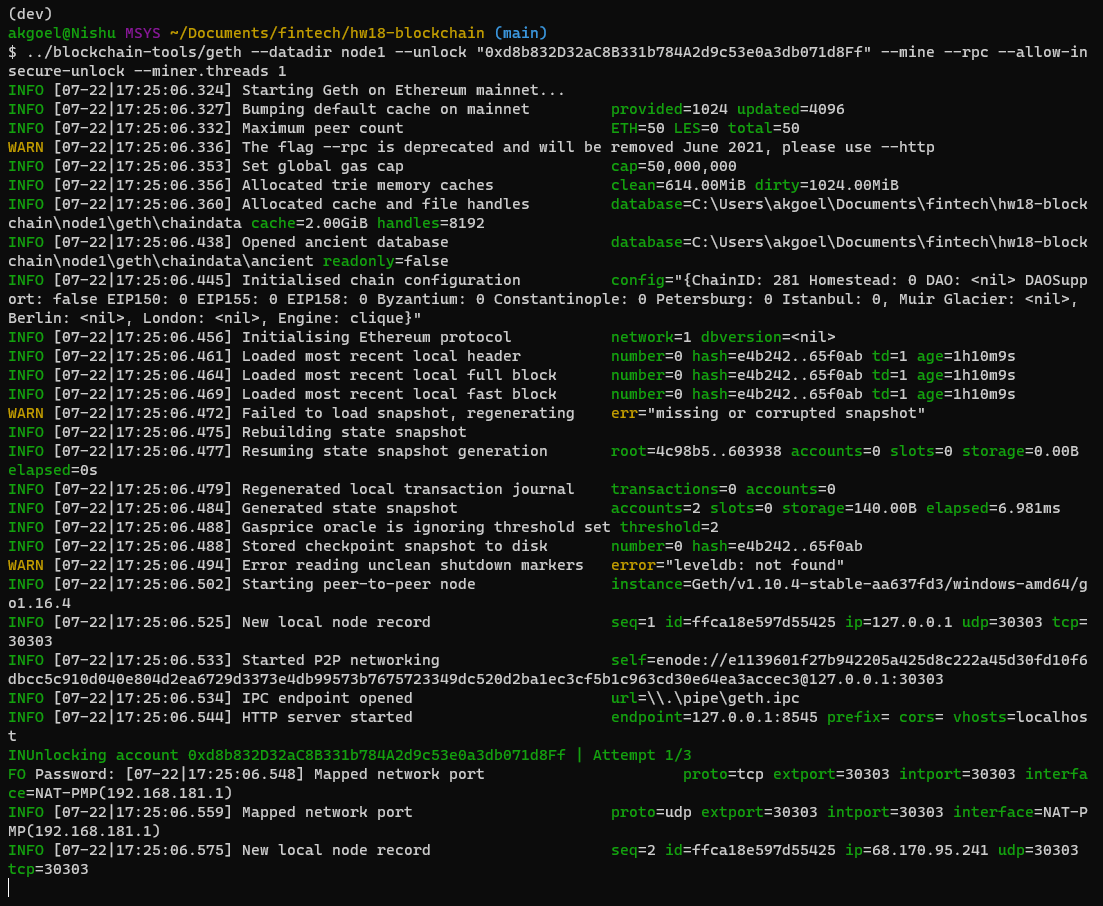 (dev)
akgoel@Nishu MSYS ~/Documents/fintech/hw18-blockchain (main)
$ ../blockchain-tools/geth --datadir node1 --unlock "0xd8b832D32aC8B331b784A2d9c53e0a3db071d8Ff" --mine --rpc --allow-in
secure-unlock --miner.threads 1
INFO [07-22|17:25:06.324] Starting Geth on Ethereum mainnet...
INFO [07-22|17:25:06.327] Bumping default cache on mainnet         provided=1024 updated=4096
INFO [07-22|17:25:06.332] Maximum peer count                       ETH=50 LES=0 total=50
WARN [07-22|17:25:06.336] The flag --rpc is deprecated and will be removed June 2021, please use --http
INFO [07-22|17:25:06.353] Set global gas cap                       cap=50,000,000
INFO [07-22|17:25:06.356] Allocated trie memory caches             clean=614.00MiB dirty=1024.00MiB
INFO [07-22|17:25:06.360] Allocated cache and file handles         database=C:\Users\akgoel\Documents\fintech\hw18-block
chain\node1\geth\chaindata cache=2.00GiB handles=8192
INFO [07-22|17:25:06.438] Opened ancient database                  database=C:\Users\akgoel\Documents\fintech\hw18-block
chain\node1\geth\chaindata\ancient readonly=false
INFO [07-22|17:25:06.445] Initialised chain configuration          config="{ChainID: 281 Homestead: 0 DAO: <nil> DAOSupp
ort: false EIP150: 0 EIP155: 0 EIP158: 0 Byzantium: 0 Constantinople: 0 Petersburg: 0 Istanbul: 0, Muir Glacier: <nil>,
Berlin: <nil>, London: <nil>, Engine: clique}"
INFO [07-22|17:25:06.456] Initialising Ethereum protocol           network=1 dbversion=<nil>
INFO [07-22|17:25:06.461] Loaded most recent local header          number=0 hash=e4b242..65f0ab td=1 age=1h10m9s
INFO [07-22|17:25:06.464] Loaded most recent local full block      number=0 hash=e4b242..65f0ab td=1 age=1h10m9s
INFO [07-22|17:25:06.469] Loaded most recent local fast block      number=0 hash=e4b242..65f0ab td=1 age=1h10m9s
WARN [07-22|17:25:06.472] Failed to load snapshot, regenerating    err="missing or corrupted snapshot"
INFO [07-22|17:25:06.475] Rebuilding state snapshot
INFO [07-22|17:25:06.477] Resuming state snapshot generation       root=4c98b5..603938 accounts=0 slots=0 storage=0.00B
elapsed=0s
INFO [07-22|17:25:06.479] Regenerated local transaction journal    transactions=0 accounts=0
INFO [07-22|17:25:06.484] Generated state snapshot                 accounts=2 slots=0 storage=140.00B elapsed=6.981ms
INFO [07-22|17:25:06.488] Gasprice oracle is ignoring threshold set threshold=2
INFO [07-22|17:25:06.488] Stored checkpoint snapshot to disk       number=0 hash=e4b242..65f0ab
WARN [07-22|17:25:06.494] Error reading unclean shutdown markers   error="leveldb: not found"
INFO [07-22|17:25:06.502] Starting peer-to-peer node               instance=Geth/v1.10.4-stable-aa637fd3/windows-amd64/g
o1.16.4
INFO [07-22|17:25:06.525] New local node record                    seq=1 id=ffca18e597d55425 ip=127.0.0.1 udp=30303 tcp=
30303
INFO [07-22|17:25:06.533] Started P2P networking                   self=enode://e1139601f27b942205a425d8c222a45d30fd10f6
dbcc5c910d040e804d2ea6729d3373e4db99573b7675723349dc520d2ba1ec3cf5b1c963cd30e64ea3accec3@127.0.0.1:30303
INFO [07-22|17:25:06.534] IPC endpoint opened                      url=\\.\pipe\geth.ipc
INFO [07-22|17:25:06.544] HTTP server started                      endpoint=127.0.0.1:8545 prefix= cors= vhosts=localhos
t
INUnlocking account 0xd8b832D32aC8B331b784A2d9c53e0a3db071d8Ff | Attempt 1/3
FO Password: [07-22|17:25:06.548] Mapped network port                      proto=tcp extport=30303 intport=30303 interfa
ce=NAT-PMP(192.168.181.1)
INFO [07-22|17:25:06.559] Mapped network port                      proto=udp extport=30303 intport=30303 interface=NAT-P
MP(192.168.181.1)
INFO [07-22|17:25:06.575] New local node record                    seq=2 id=ffca18e597d55425 ip=68.170.95.241 udp=30303
tcp=30303